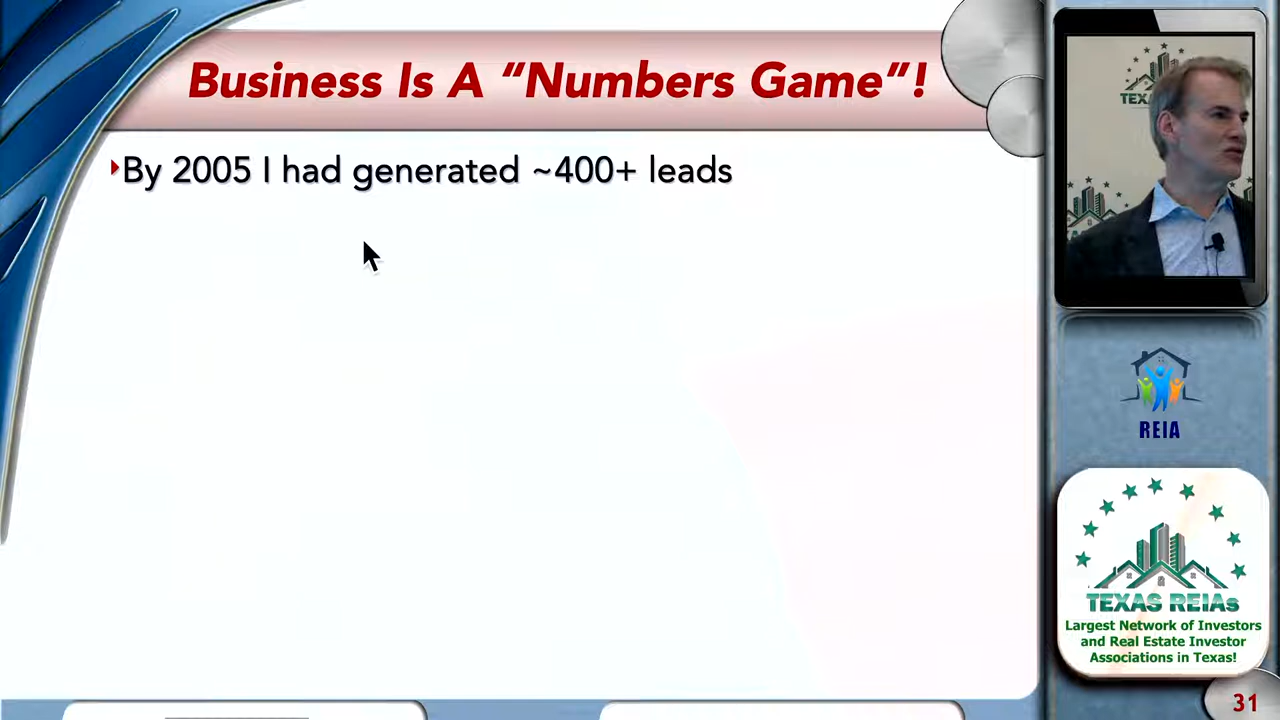 Business Is A “Numbers Game”!
By 2005 I had generated ~400+ leads
TEX
REIA
TEXAS REIAs
Largest Network of Investors
and Real Estate Investor
Associations in Texas!
31